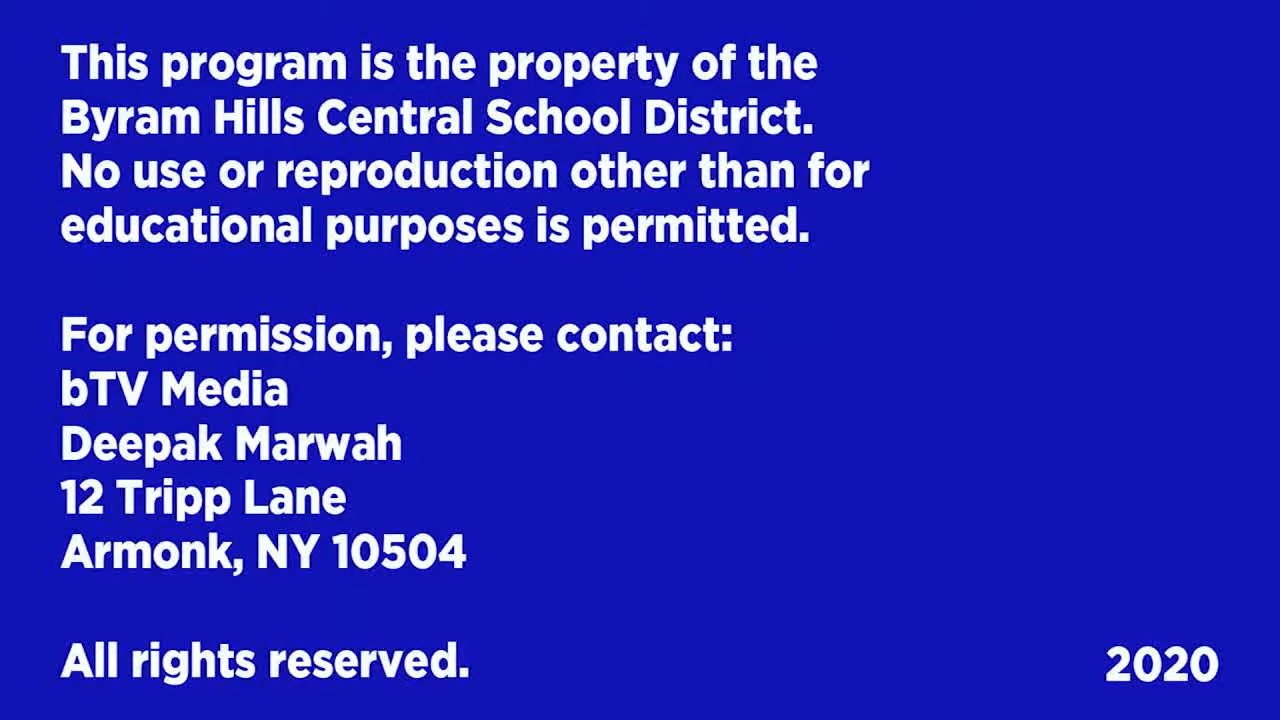 This program is the property of the
Byram Hills Central School District.
No use or reproduction other than for
educational purposes is permitted.
For permission, please contact:
bTV Media
Deepak Marwah
12 Tripp Lane
Armonk, NY 10504
All rights reserved.
2020